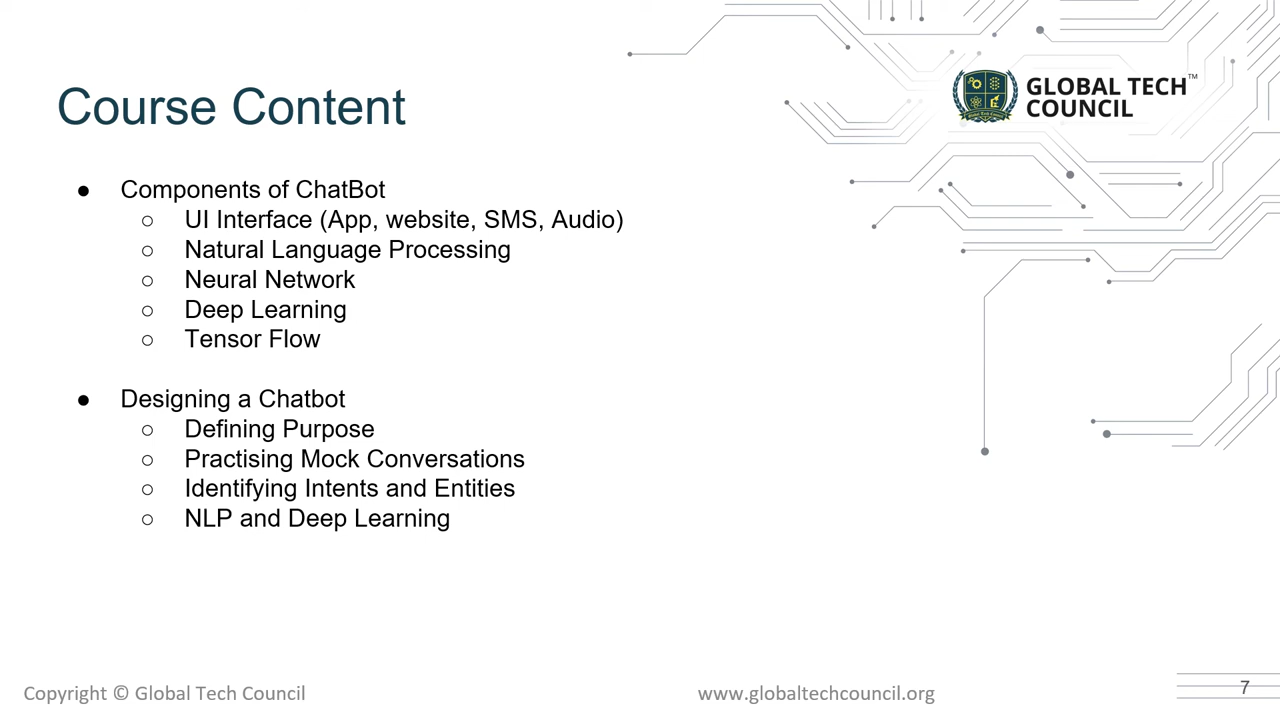 GLOBAL TECH™
COUNCIL
Course Content
● Components of ChatBot
○ UI Interface (App, website, SMS, Audio)
○ Natural Language Processing
○ Neural Network
○ Deep Learning
○ Tensor Flow
● Designing a Chatbot
○ Defining Purpose
○ Practising Mock Conversations
○ Identifying Intents and Entities
○ NLP and Deep Learning
Copyright © Global Tech Council
www.globaltechcouncil.org
7